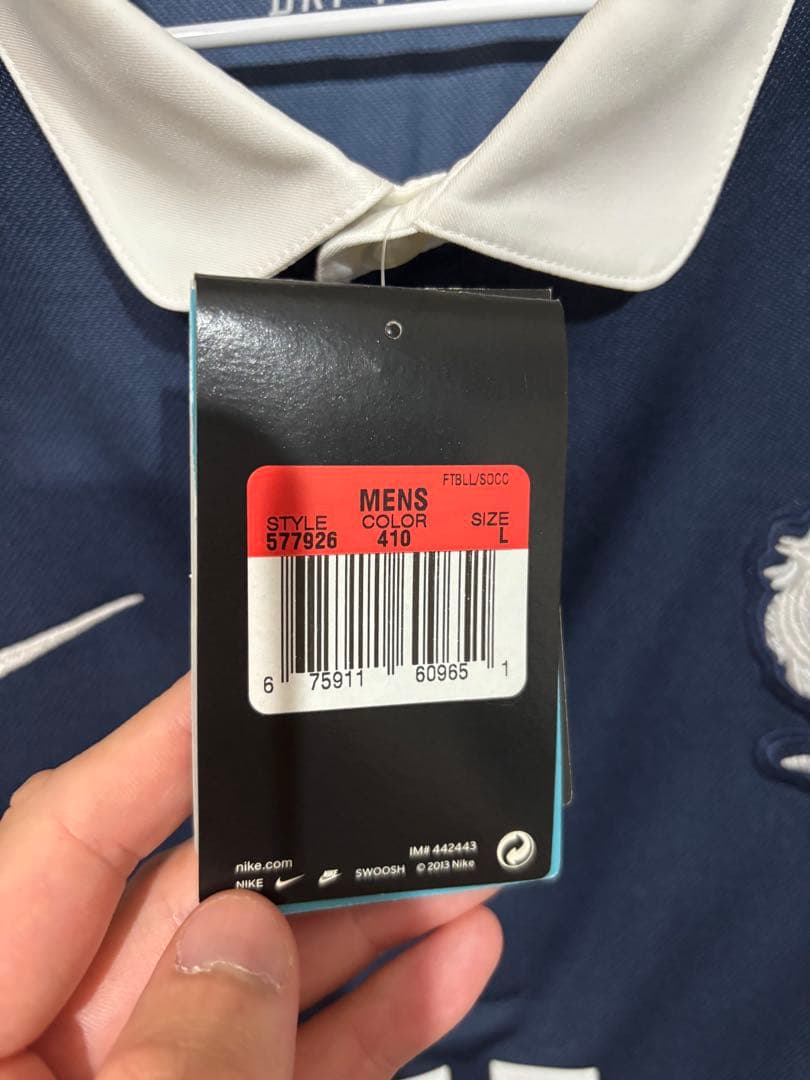 FTBLL/SOCC
MENS
STYLE COLOR SIZE
577926 410 L
6 75911 60965 1
IM# 442443
nike.com
NIKE SWOOSH © 2013 Nike